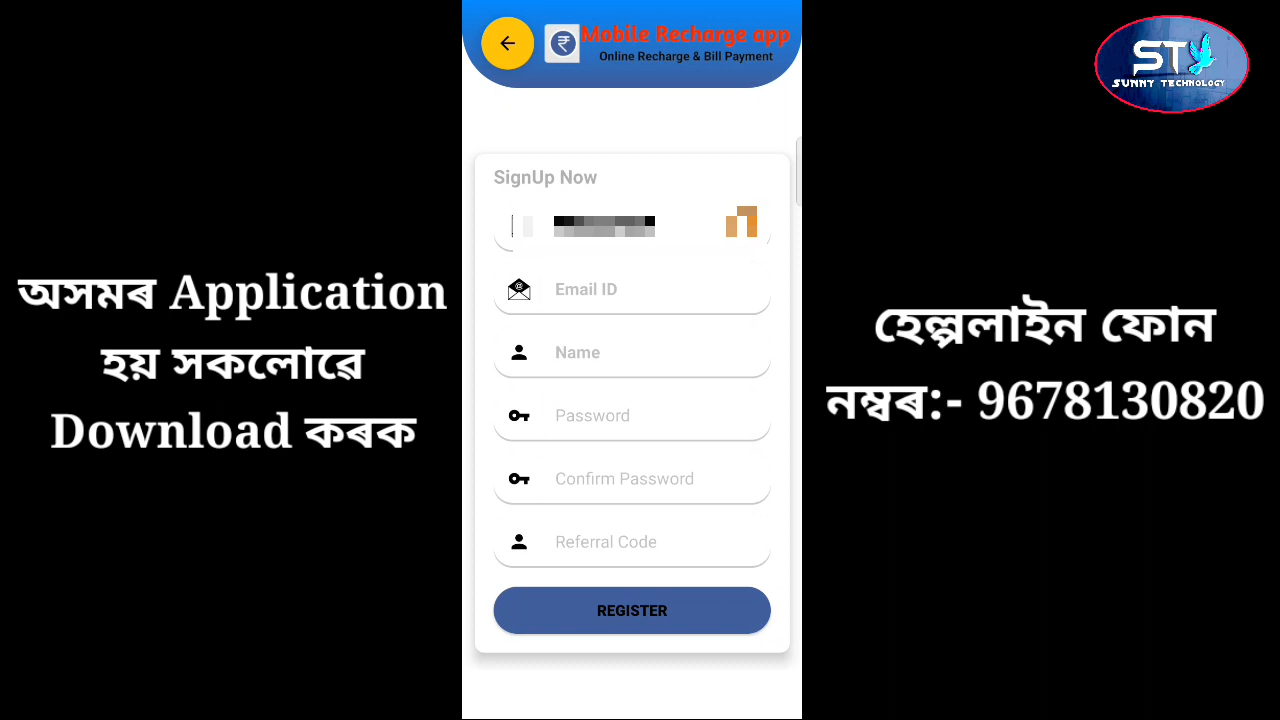 Mobile Recharge app
Online Recharge & Bill Payment
ST
SUNNY TECHNOLOGY
SignUp Now
Email ID
Name
Password
Confirm Password
Referral Code
REGISTER
অসমৰ Application
হয় সকলোৱে
Download কৰক
হেল্পলাইন ফোন
নম্বৰ:- 9678130820